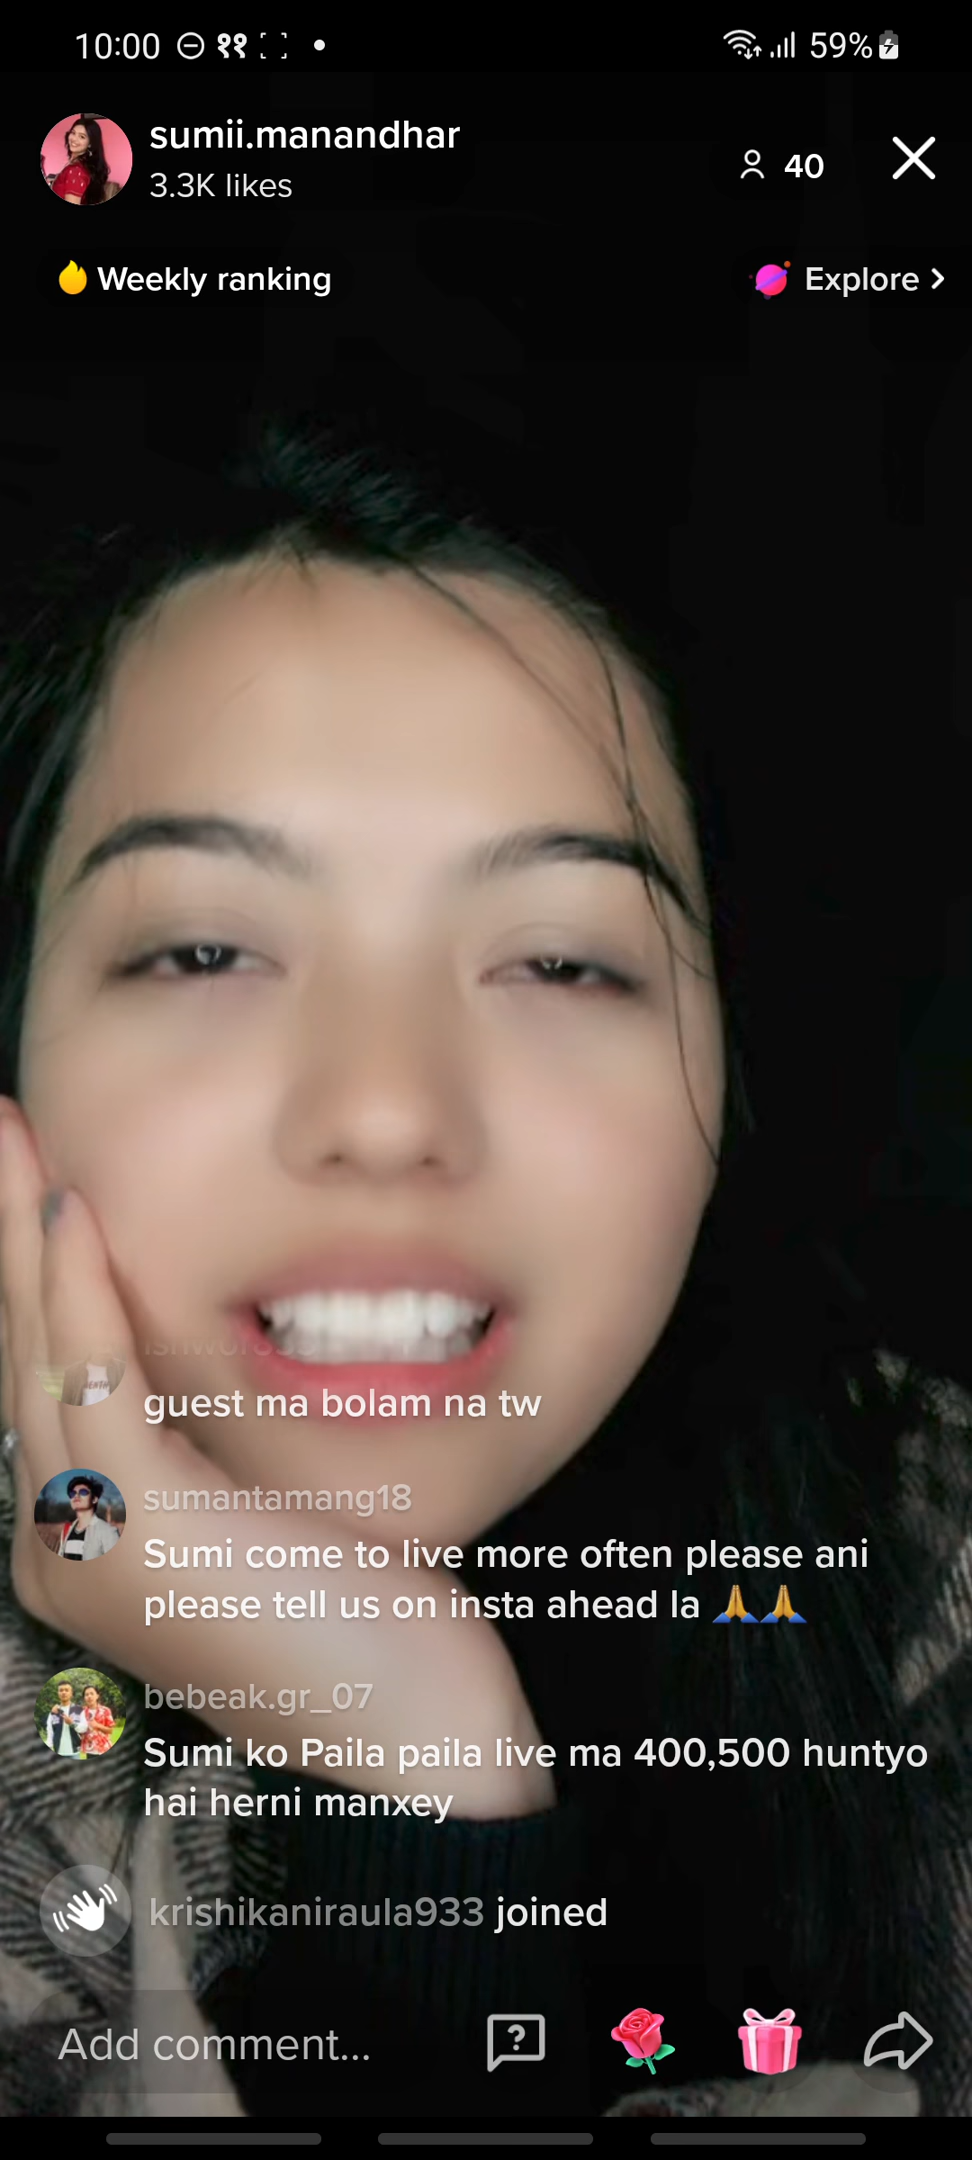 10:00 59%
sumii.manandhar
3.3K likes
40
Weekly ranking
Explore >
guest ma bolam na tw
sumantamang18
Sumi come to live more often please ani
please tell us on insta ahead la 🙏🙏
bebeak.gr_07
Sumi ko Paila paila live ma 400,500 huntyo
hai herni manxey
krishikaniraula933 joined
Add comment...